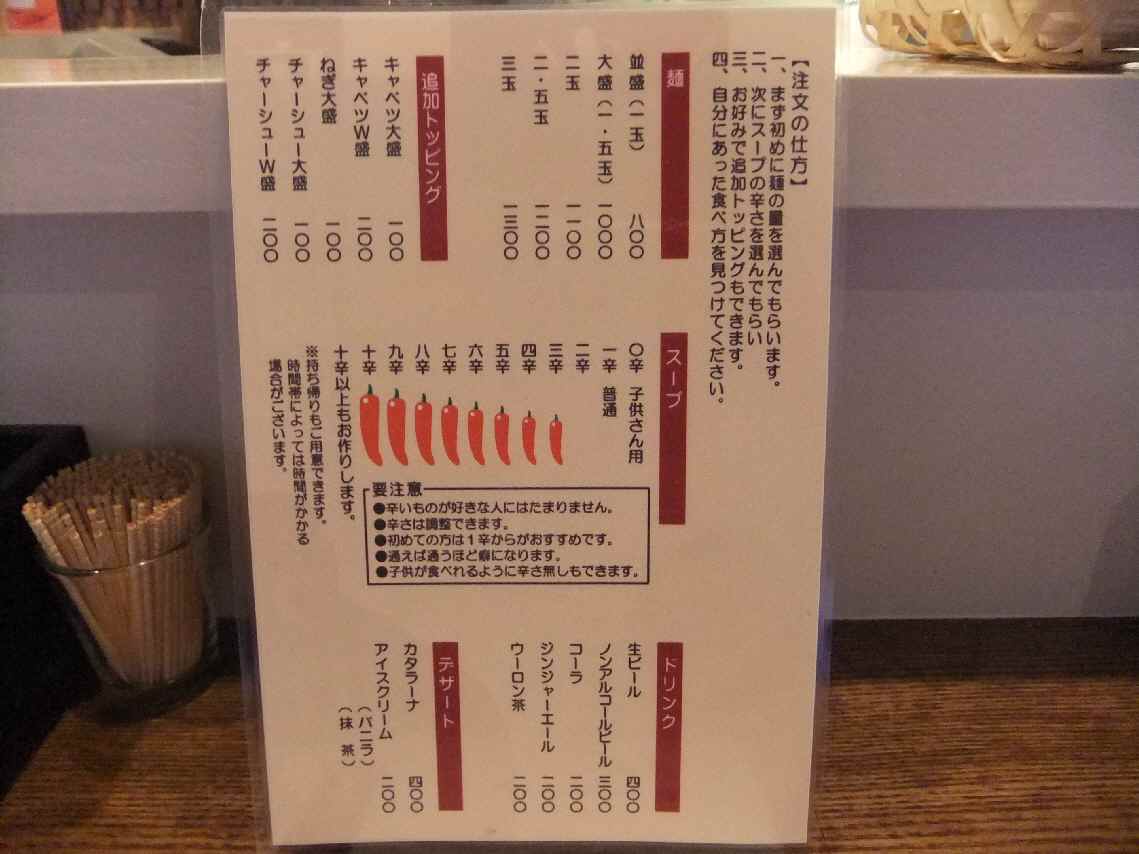 【注文の仕方】
一、まず初めに麺の量を選んでもらいます。
二、次にスープの辛さを選んでもらい
三、お好みで追加トッピングもできます。
四、自分にあった食べ方を見つけてください。
麺
並盛（一玉） 八〇〇
大盛（一・五玉） 一〇〇〇
二玉 一一〇〇
二・五玉 一二〇〇
三玉 一三〇〇
追加トッピング
キャベツ大盛 一〇〇
キャベツW盛 二〇〇
ねぎ大盛 一〇〇
チャーシュー大盛 一〇〇
チャーシューW盛 二〇〇
スープ
〇辛 子供さん用
一辛 普通
二辛
三辛
四辛
五辛
六辛
七辛
八辛
九辛
十辛
十辛以上もお作りします。
※持ち帰りもご用意できます。
時間帯によっては時間がかかる
場合がございます。
要注意
●辛いものが好きな人にはたまりません。
●辛さは調整できます。
●初めての方は１辛からがおすすめです。
●通えば通うほど癖になります。
●子供が食べれるように辛さ無しもできます。
ドリンク
生ビール 四〇〇
ノンアルコールビール 三〇〇
コーラ 二〇〇
ジンジャーエール 二〇〇
ウーロン茶 二〇〇
デザート
カタラーナ 四〇〇
アイスクリーム 二〇〇
（バニラ）
（抹茶）